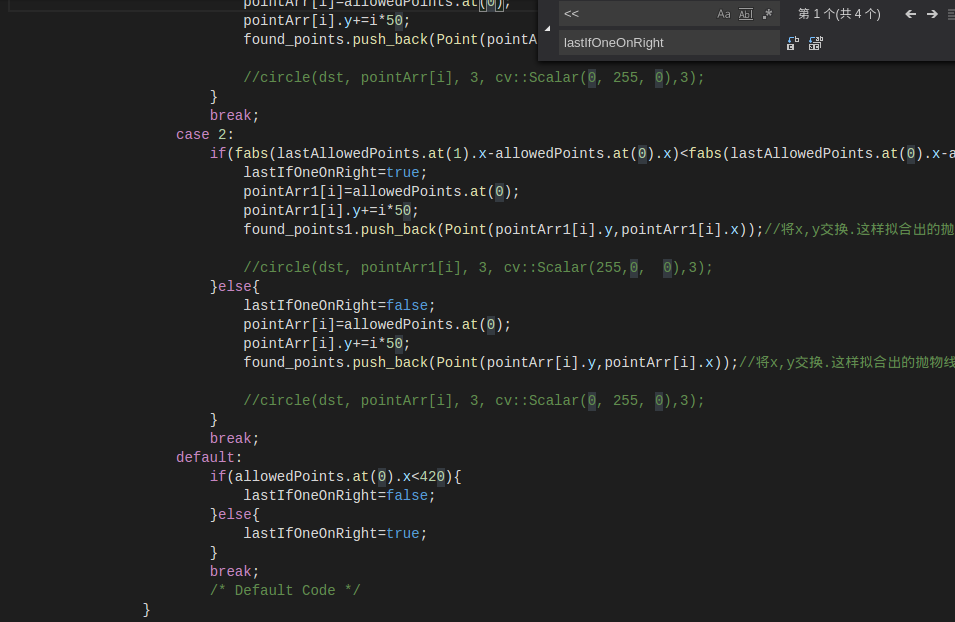 pointArr[i]=allowedPoints.at(0);
<<
Aa Abl .*
第 1 个(共 4 个)
pointArr[i].y+=i*50;
found_points.push_back(Point(pointA
lastIfOneOnRight
//circle(dst, pointArr[i], 3, cv::Scalar(0, 255, 0),3);
}
break;
case 2:
if(fabs(lastAllowedPoints.at(1).x-allowedPoints.at(0).x)<fabs(lastAllowedPoints.at(0).x-a
lastIfOneOnRight=true;
pointArr1[i]=allowedPoints.at(0);
pointArr1[i].y+=i*50;
found_points1.push_back(Point(pointArr1[i].y,pointArr1[i].x));//将x,y交换.这样拟合出的抛
//circle(dst, pointArr1[i], 3, cv::Scalar(255,0,  0),3);
}else{
lastIfOneOnRight=false;
pointArr[i]=allowedPoints.at(0);
pointArr[i].y+=i*50;
found_points.push_back(Point(pointArr[i].y,pointArr[i].x));//将x,y交换.这样拟合出的抛物线
//circle(dst, pointArr[i], 3, cv::Scalar(0, 255, 0),3);
}
break;
default:
if(allowedPoints.at(0).x<420){
lastIfOneOnRight=false;
}else{
lastIfOneOnRight=true;
}
break;
/* Default Code */
}